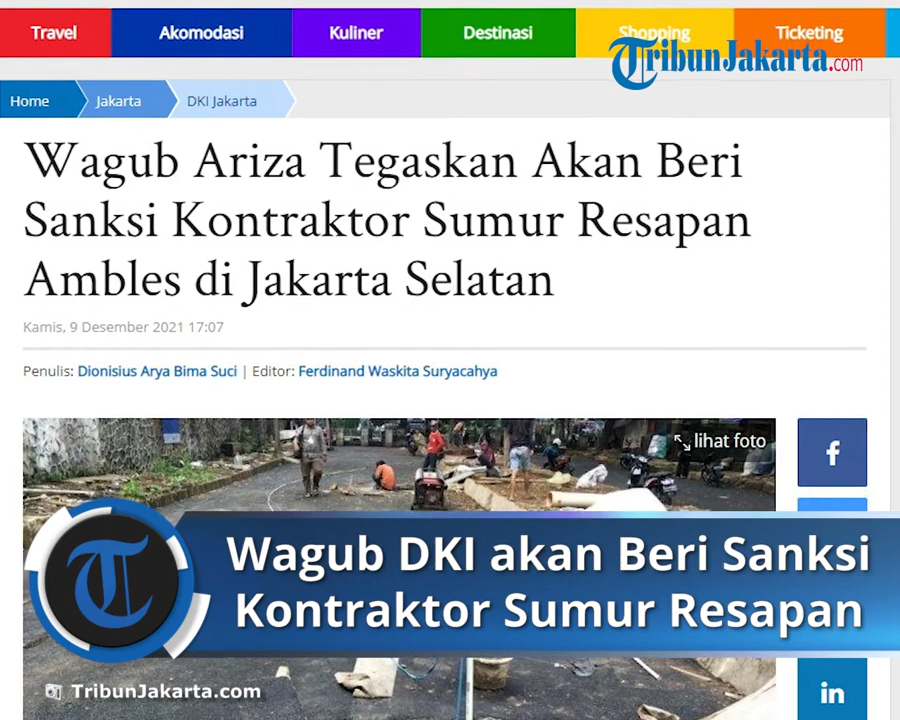 Travel Akomodasi Kuliner Destinasi Shopping Ticketing
TribunJakarta.com
Home Jakarta DKI Jakarta
Wagub Ariza Tegaskan Akan Beri
Sanksi Kontraktor Sumur Resapan
Ambles di Jakarta Selatan
Kamis, 9 Desember 2021 17:07
Penulis: Dionisius Arya Bima Suci | Editor: Ferdinand Waskita Suryacahya
lihat foto
f
T
Wagub DKI akan Beri Sanksi
Kontraktor Sumur Resapan
TribunJakarta.com
in